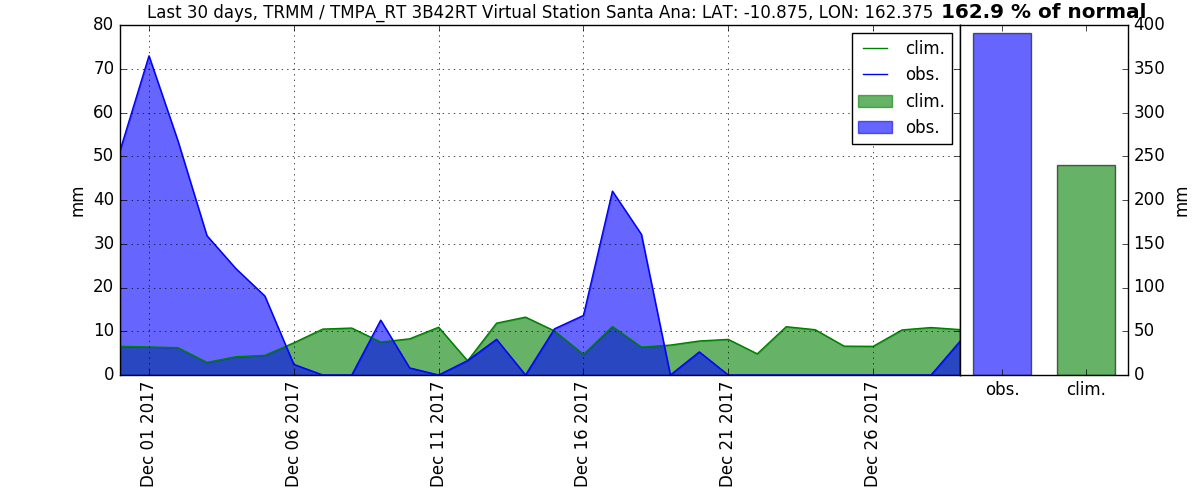 Last 30 days, TRMM / TMPA_RT 3B42RT Virtual Station Santa Ana: LAT: -10.875, LON: 162.375 162.9 % of normal
80
70
60
50
40
30
20
10
0
mm
clim.
obs.
clim.
obs.
400
350
300
250
200
150
100
50
0
mm
Dec 01 2017
Dec 06 2017
Dec 11 2017
Dec 16 2017
Dec 21 2017
Dec 26 2017
obs.
clim.